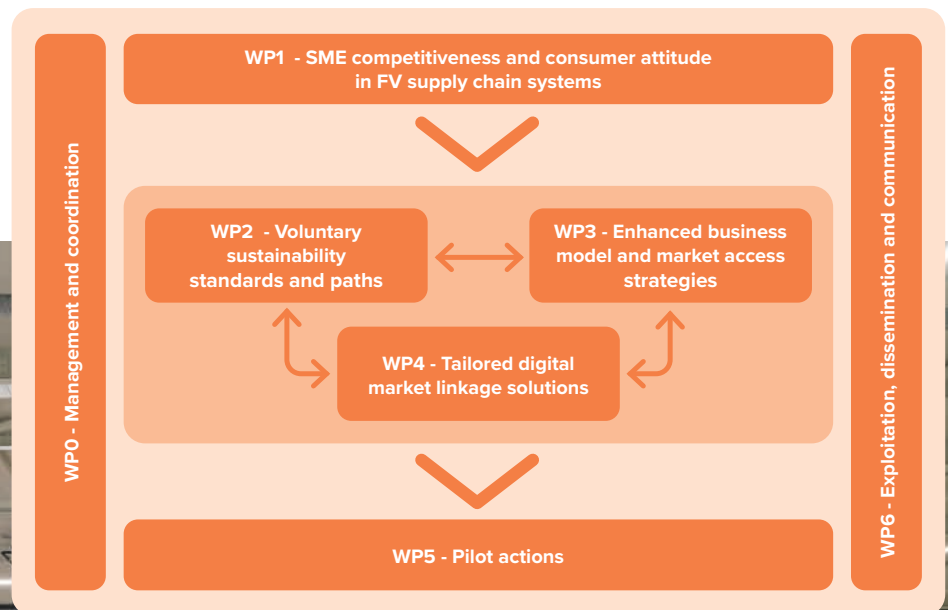 WP1 - SME competitiveness and consumer attitude
in FV supply chain systems
WP0 - Management and coordination
WP2 - Voluntary
sustainability
standards and paths
WP3 - Enhanced business
model and market access
strategies
WP4 - Tailored digital
market linkage solutions
WP5 - Pilot actions
WP6 - Exploitation, dissemination and communication